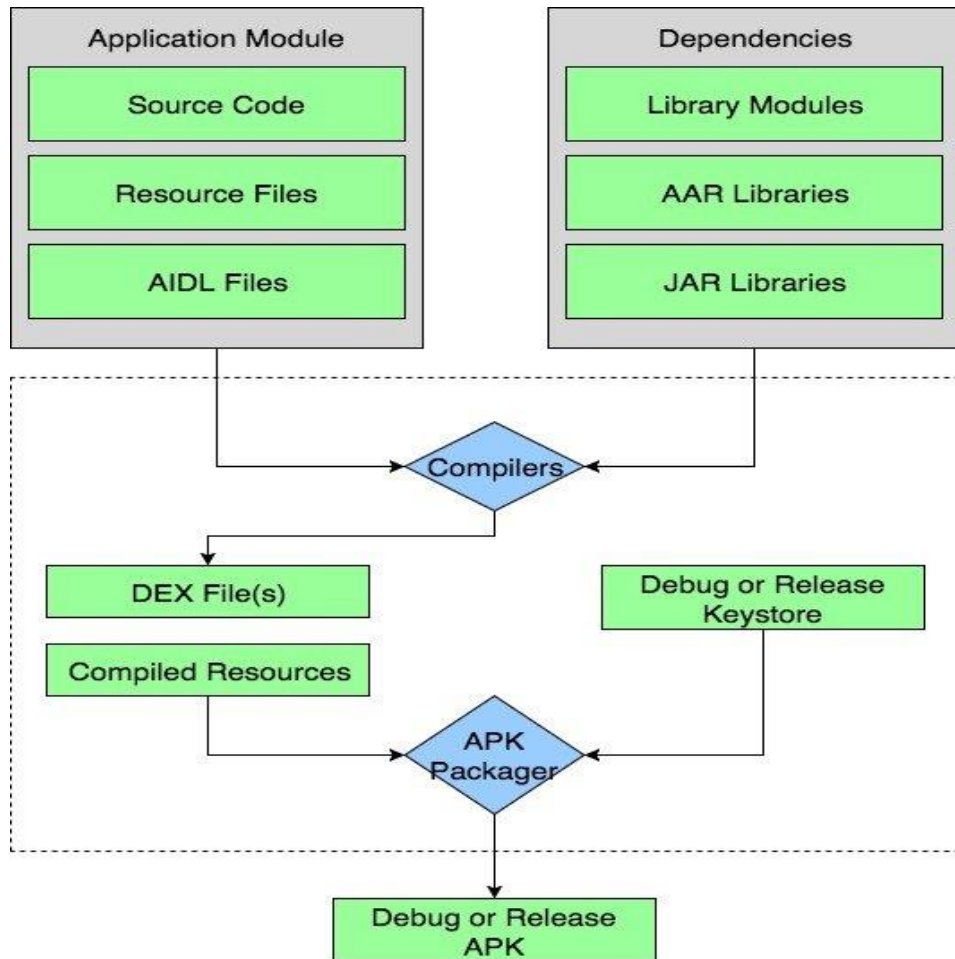 Application Module
Source Code
Resource Files
AIDL Files
Dependencies
Library Modules
AAR Libraries
JAR Libraries
Compilers
DEX File(s)
Compiled Resources
Debug or Release
Keystore
APK
Packager
Debug or Release
APK